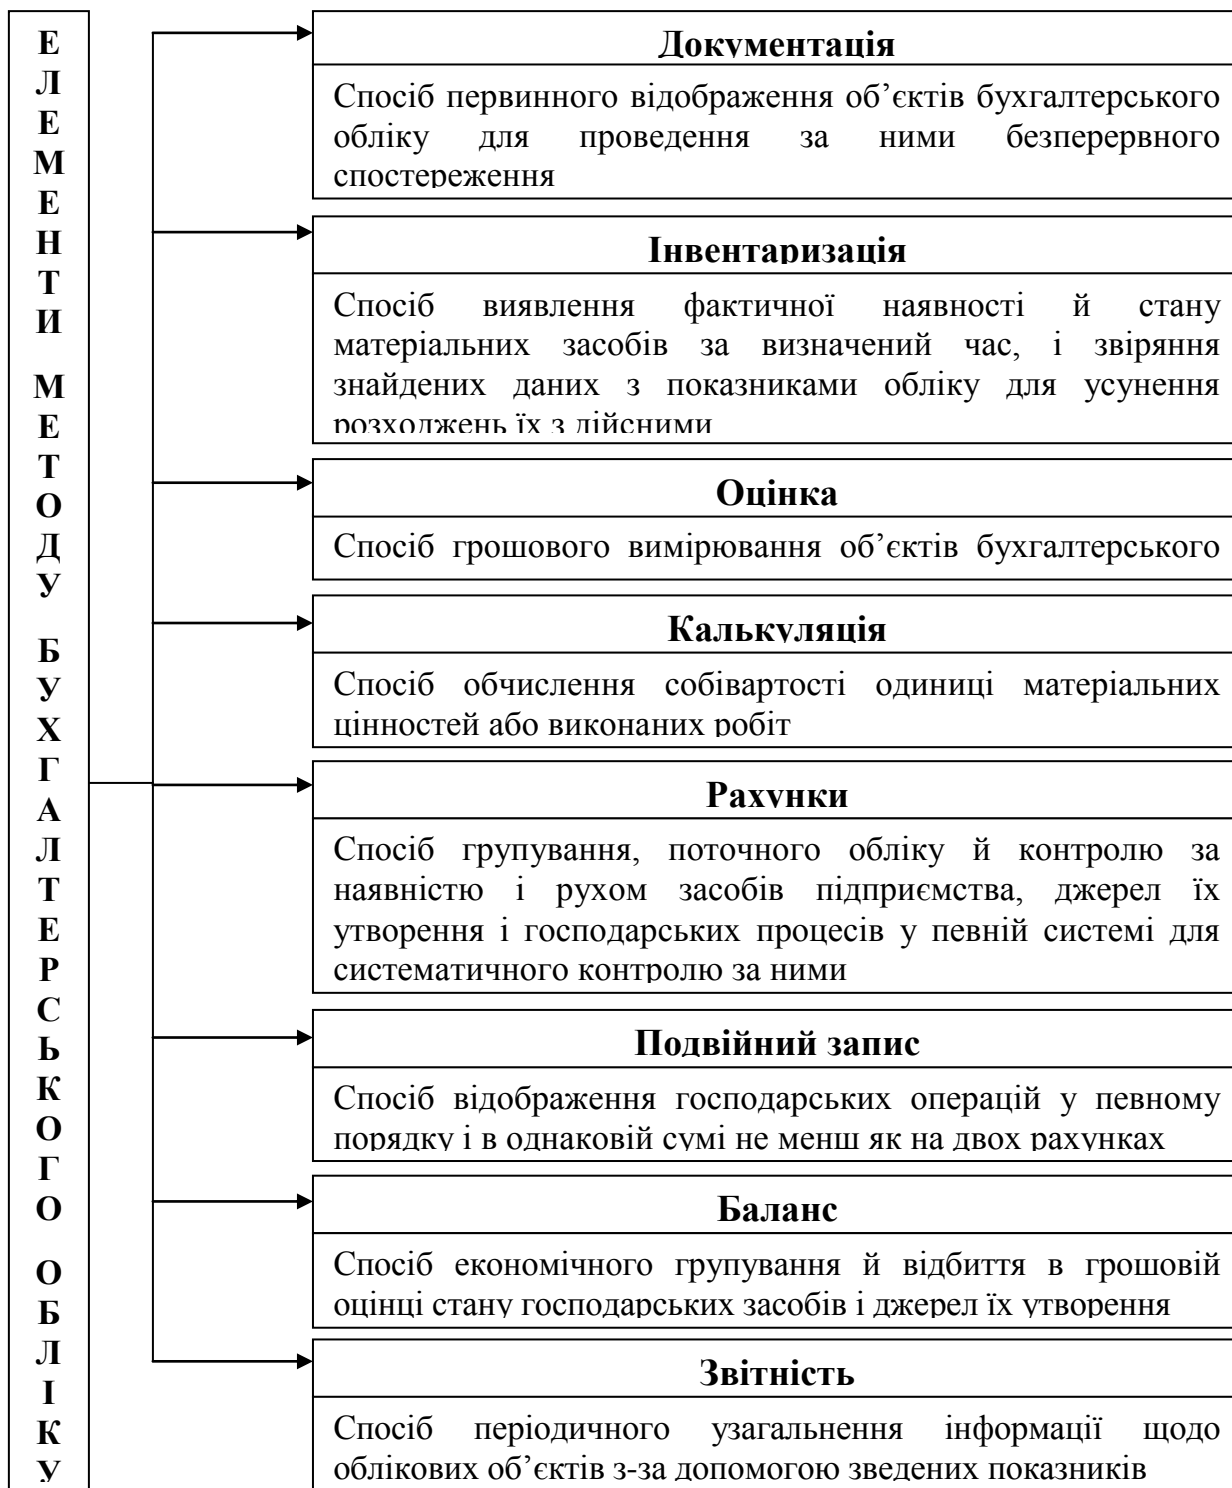 ЕЛЕМЕНТИ МЕТОДУ БУХГАЛТЕРСЬКОГО ОБЛІКУ
Документація
Спосіб первинного відображення об’єктів бухгалтерського
обліку для проведення за ними безперервного
спостереження
Інвентаризація
Спосіб виявлення фактичної наявності й стану
матеріальних засобів за визначений час, і звіряння
знайдених даних з показниками обліку для усунення
розходжень їх з дійсними
Оцінка
Спосіб грошового вимірювання об’єктів бухгалтерського
Калькуляція
Спосіб обчислення собівартості одиниці матеріальних
цінностей або виконаних робіт
Рахунки
Спосіб групування, поточного обліку й контролю за
наявністю і рухом засобів підприємства, джерел їх
утворення і господарських процесів у певній системі для
систематичного контролю за ними
Подвійний запис
Спосіб відображення господарських операцій у певному
порядку і в однаковій сумі не менш як на двох рахунках
Баланс
Спосіб економічного групування й відбиття в грошовій
оцінці стану господарських засобів і джерел їх утворення
Звітність
Спосіб періодичного узагальнення інформації щодо
облікових об’єктів з-за допомогою зведених показників